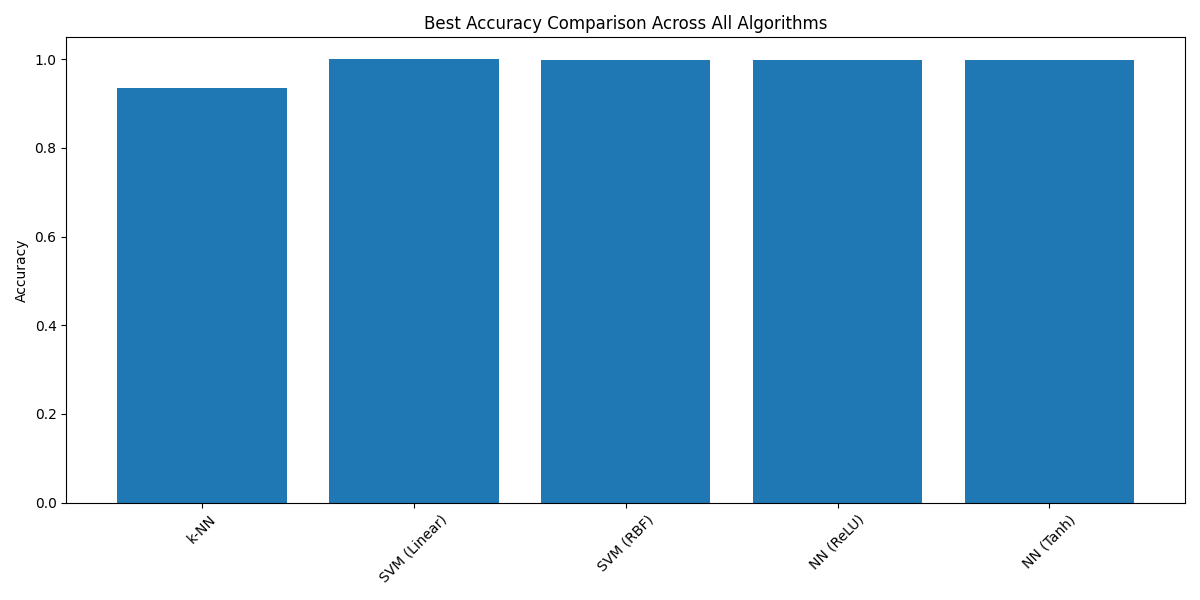 Best Accuracy Comparison Across All Algorithms
1.0
0.8
0.6
0.4
0.2
0.0
Accuracy
k-NN
SVM (Linear)
SVM (RBF)
NN (ReLU)
NN (Tanh)